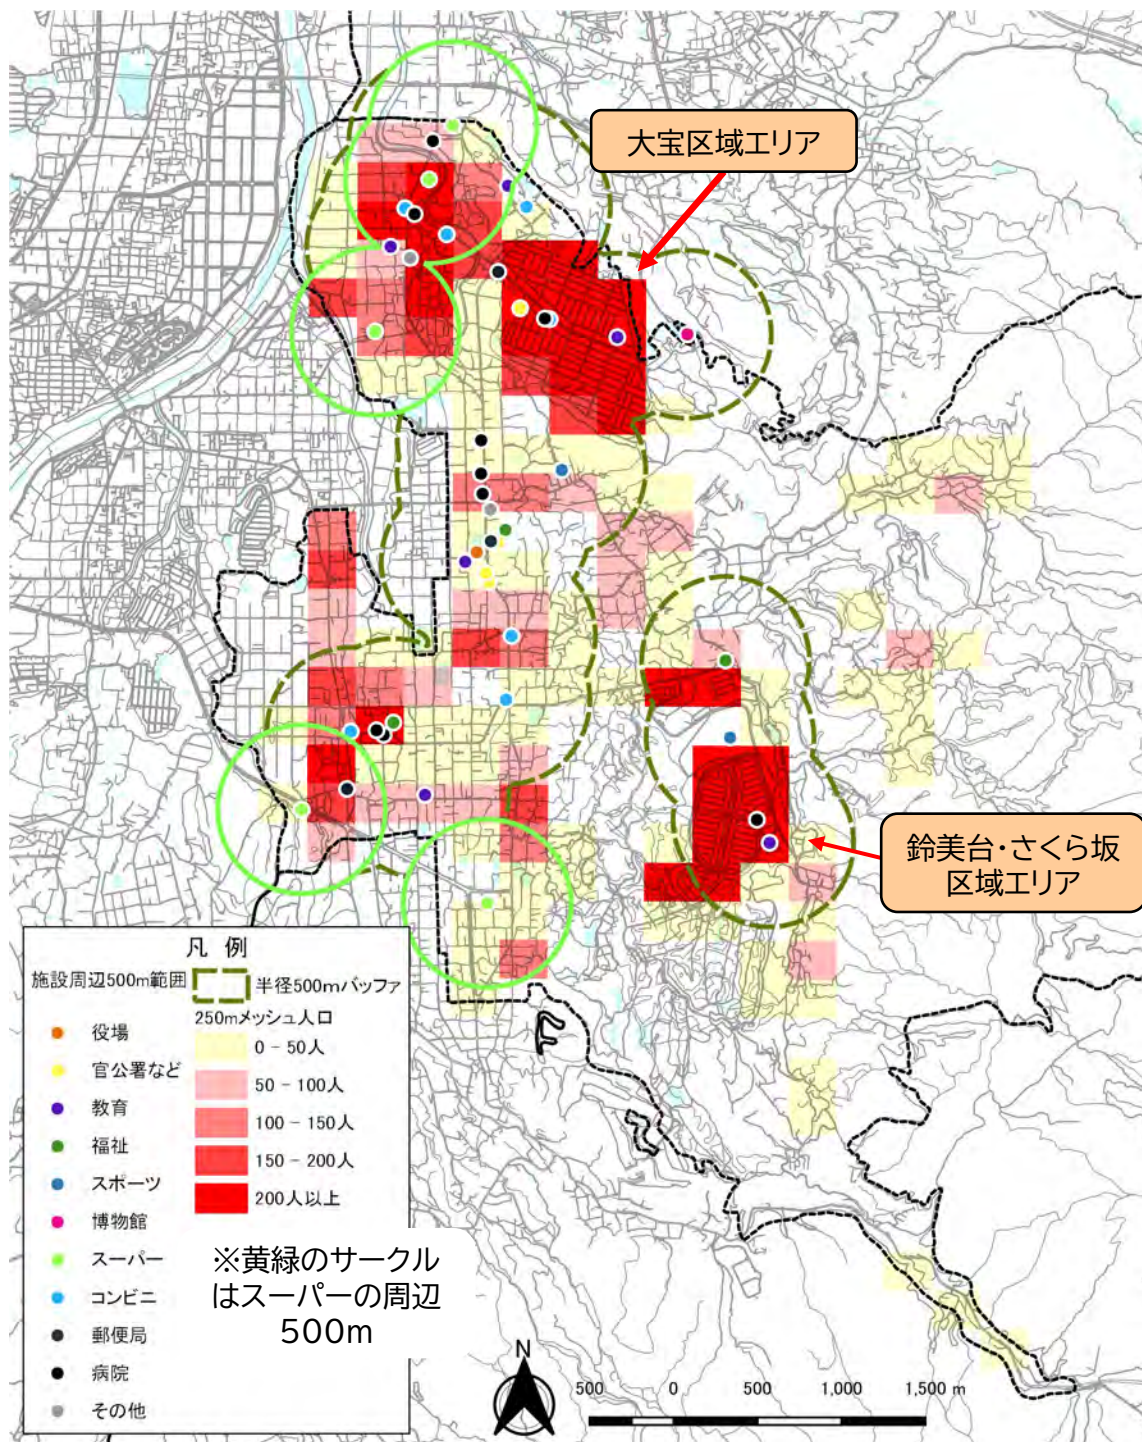 大宝区域エリア
鈴美台・さくら坂
区域エリア
凡 例
施設周辺500m範囲
半径500mバッファ
250mメッシュ人口
役場
官公署など
教育
福祉
スポーツ
博物館
スーパー
コンビニ
郵便局
病院
その他
0 - 50人
50 - 100人
100 - 150人
150 - 200人
200人以上
※黄緑のサークル
はスーパーの周辺
500m
N
500 0 500 1,000 1,500 m